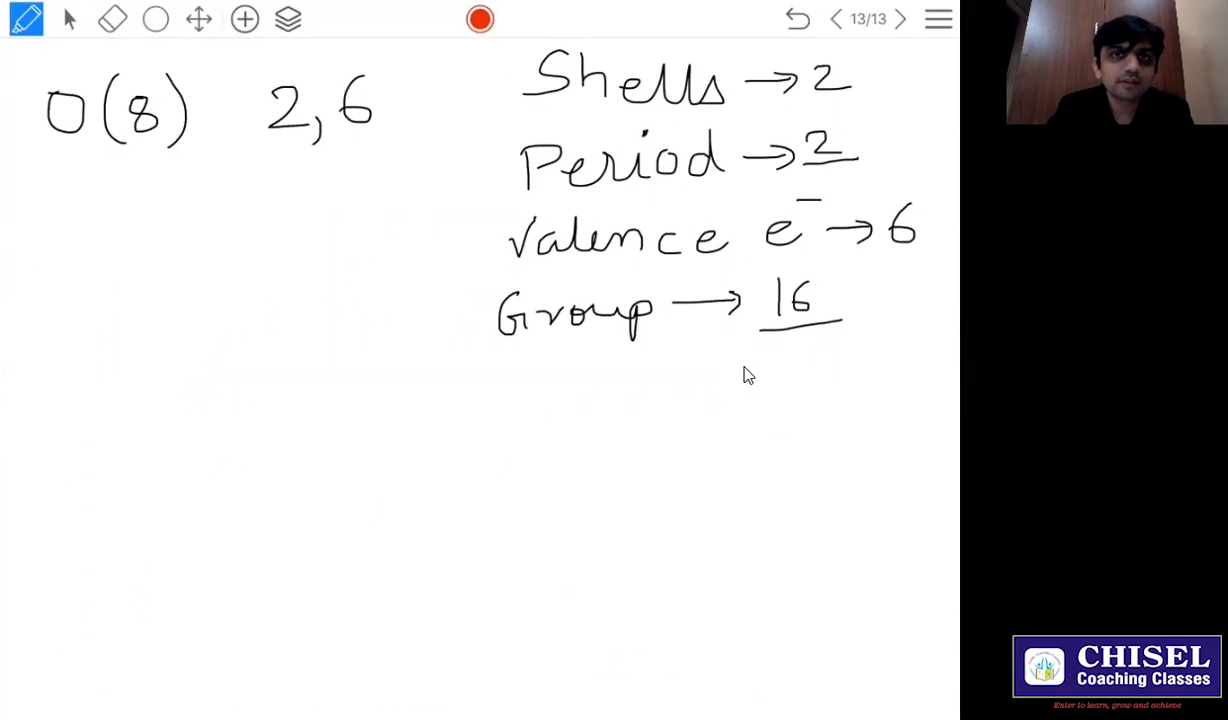 13/13
O(8) 2,6
Shells → 2
Period → 2
Valence e⁻ → 6
Group → 16
CHISEL
Coaching Classes
Enter to learn, grow and achieve